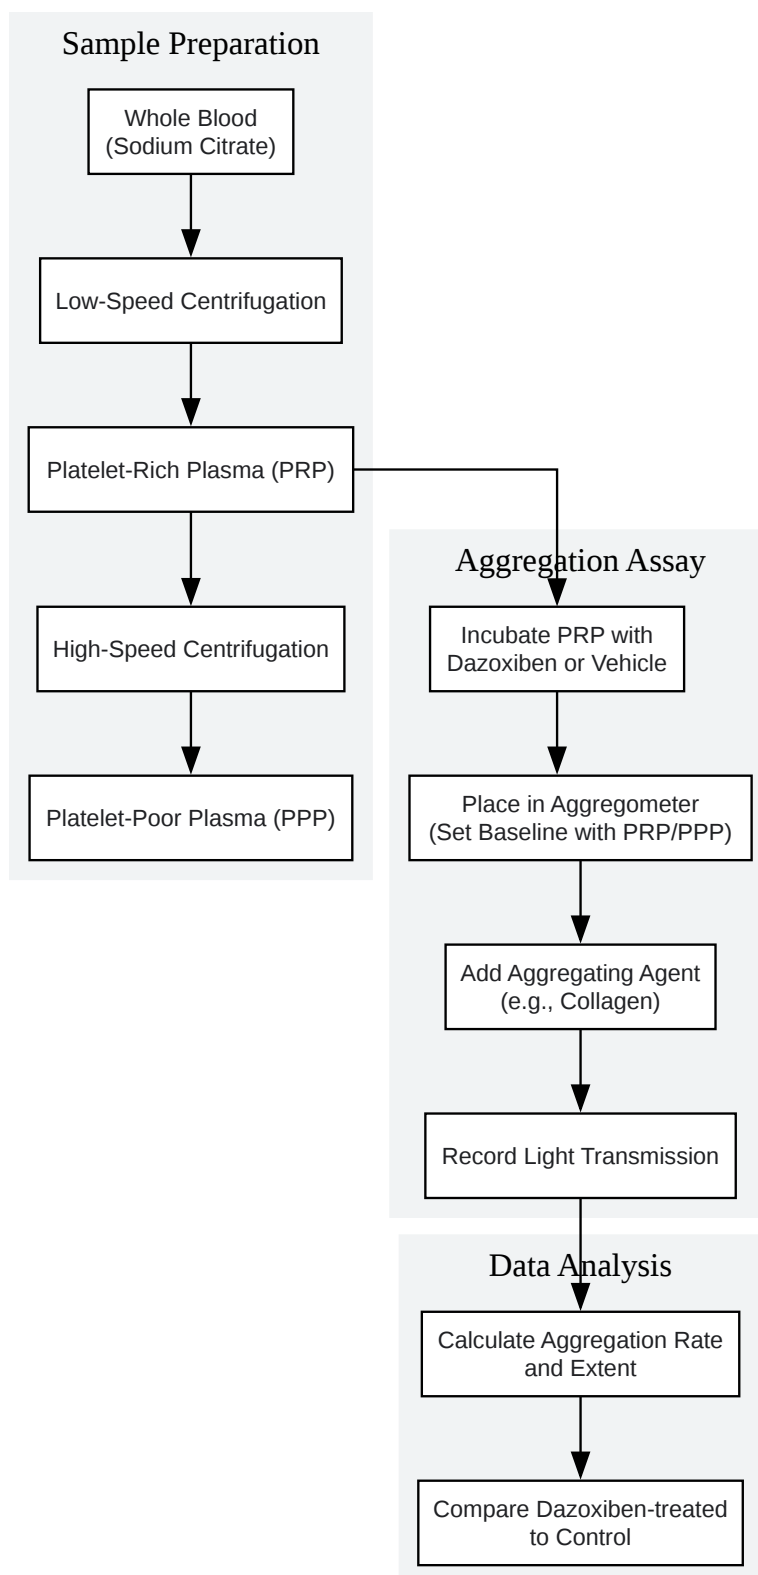 Sample Preparation
Whole Blood
(Sodium Citrate)
Low-Speed Centrifugation
Platelet-Rich Plasma (PRP)
High-Speed Centrifugation
Platelet-Poor Plasma (PPP)
Aggregation Assay
Incubate PRP with
Dazoxiben or Vehicle
Place in Aggregometer
(Set Baseline with PRP/PPP)
Add Aggregating Agent
(e.g., Collagen)
Record Light Transmission
Data Analysis
Calculate Aggregation Rate
and Extent
Compare Dazoxiben-treated
to Control